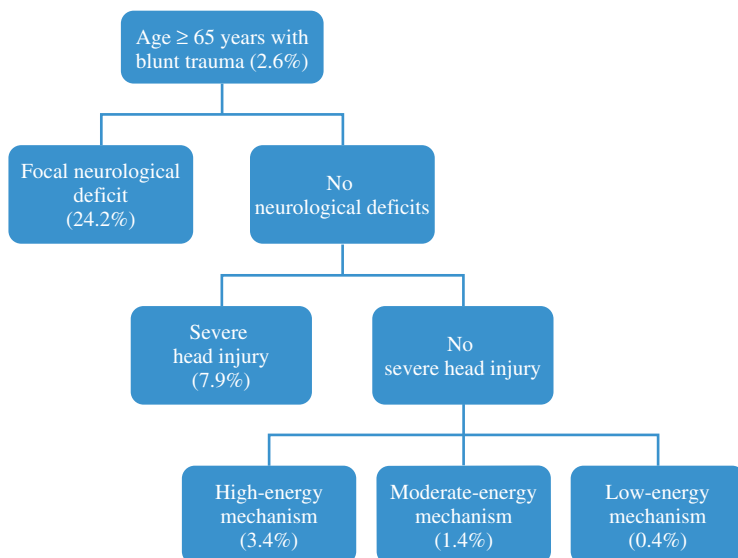 Age ≥ 65 years with
blunt trauma (2.6%)
Focal neurological
deficit
(24.2%)
No
neurological deficits
Severe
head injury
(7.9%)
No
severe head injury
High-energy
mechanism
(3.4%)
Moderate-energy
mechanism
(1.4%)
Low-energy
mechanism
(0.4%)